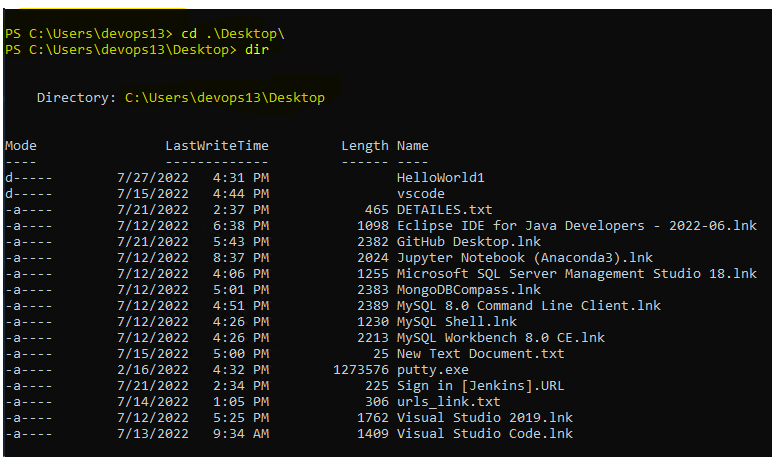 PS C:\Users\devops13> cd .\Desktop\
PS C:\Users\devops13\Desktop> dir
Directory: C:\Users\devops13\Desktop
Mode LastWriteTime Length Name
---- ------------- ------ ----
d----- 7/27/2022 4:31 PM HelloWorld1
d----- 7/15/2022 4:44 PM vscode
-a---- 7/21/2022 2:37 PM 465 DETAILES.txt
-a---- 7/12/2022 6:38 PM 1098 Eclipse IDE for Java Developers - 2022-06.lnk
-a---- 7/21/2022 5:43 PM 2382 GitHub Desktop.lnk
-a---- 7/12/2022 8:37 PM 2024 Jupyter Notebook (Anaconda3).lnk
-a---- 7/12/2022 4:06 PM 1255 Microsoft SQL Server Management Studio 18.lnk
-a---- 7/12/2022 5:01 PM 2383 MongoDBCompass.lnk
-a---- 7/12/2022 4:51 PM 2389 MySQL 8.0 Command Line Client.lnk
-a---- 7/12/2022 4:26 PM 1230 MySQL Shell.lnk
-a---- 7/12/2022 4:26 PM 2213 MySQL Workbench 8.0 CE.lnk
-a---- 7/15/2022 5:00 PM 25 New Text Document.txt
-a---- 2/16/2022 4:32 PM 1273576 putty.exe
-a---- 7/21/2022 2:34 PM 225 Sign in [Jenkins].URL
-a---- 7/14/2022 1:05 PM 306 urls_link.txt
-a---- 7/12/2022 5:25 PM 1762 Visual Studio 2019.lnk
-a---- 7/13/2022 9:34 AM 1409 Visual Studio Code.lnk